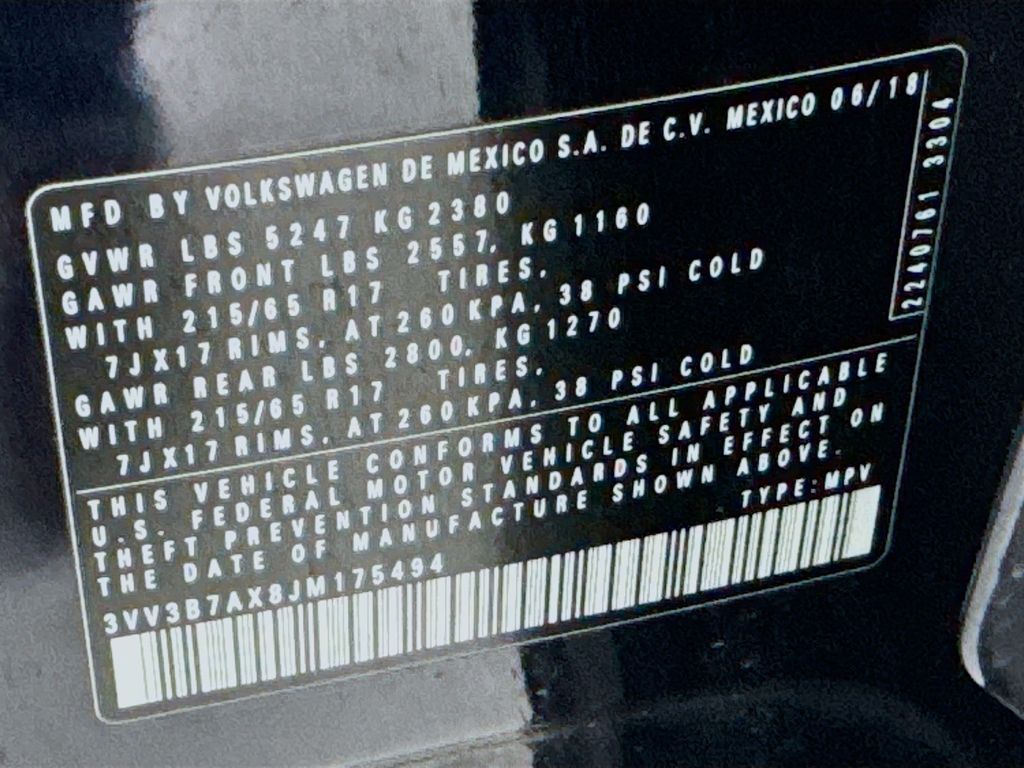 MFD BY VOLKSWAGEN DE MEXICO S.A. DE C.V. MEXICO 06/18
GVWR LBS 5247 KG 2380
GAWR FRONT LBS 2557, KG 1160
WITH 215/65 R17 TIRES,
7JX17 RIMS, AT 260 KPA, 38 PSI COLD
GAWR REAR LBS 2800, KG 1270
WITH 215/65 R17 TIRES,
7JX17 RIMS, AT 260 KPA, 38 PSI COLD
THIS VEHICLE CONFORMS TO ALL APPLICABLE
U.S. FEDERAL MOTOR VEHICLE SAFETY AND
THEFT PREVENTION STANDARDS IN EFFECT ON
THE DATE OF MANUFACTURE SHOWN ABOVE.
TYPE: MPV
3VV3B7AX8JM175494
2240761 3304